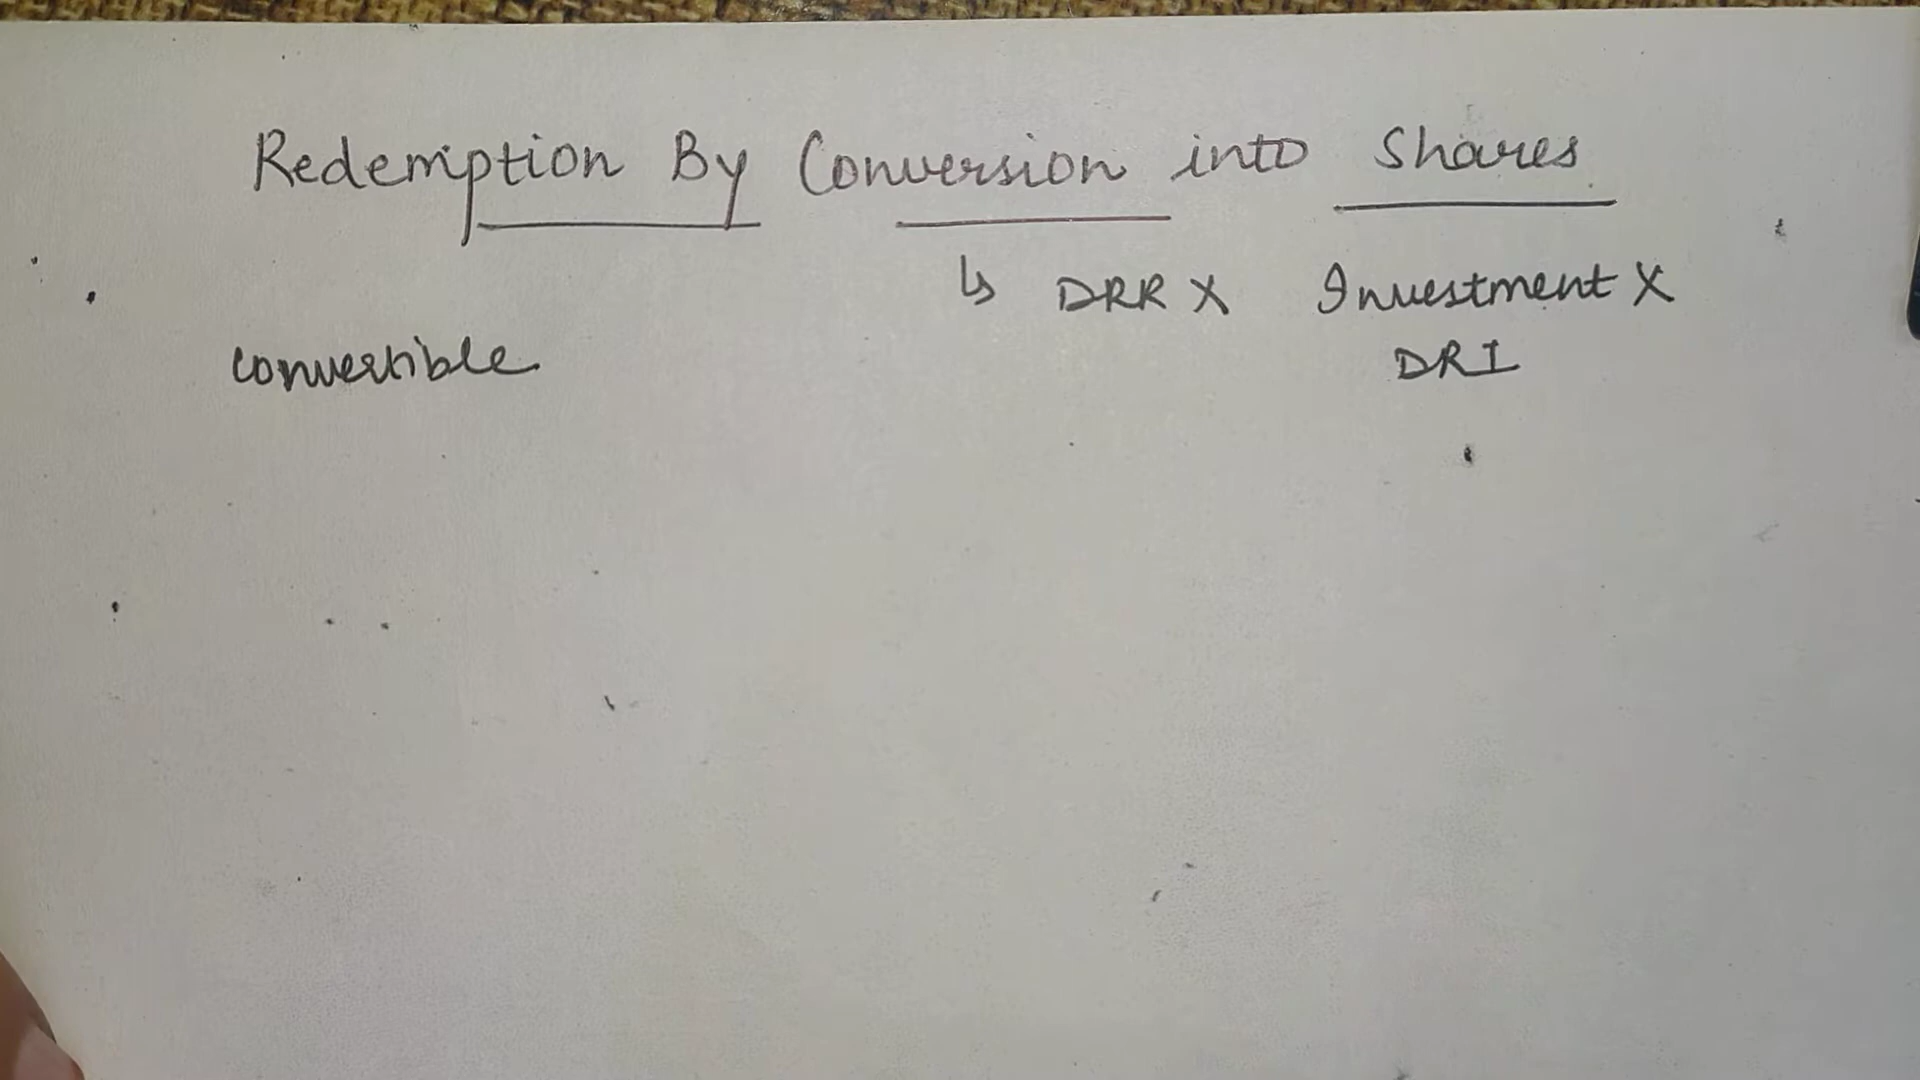 Redemption By Conversion into Shares
↳ DRR X Investment X
convertible DRI